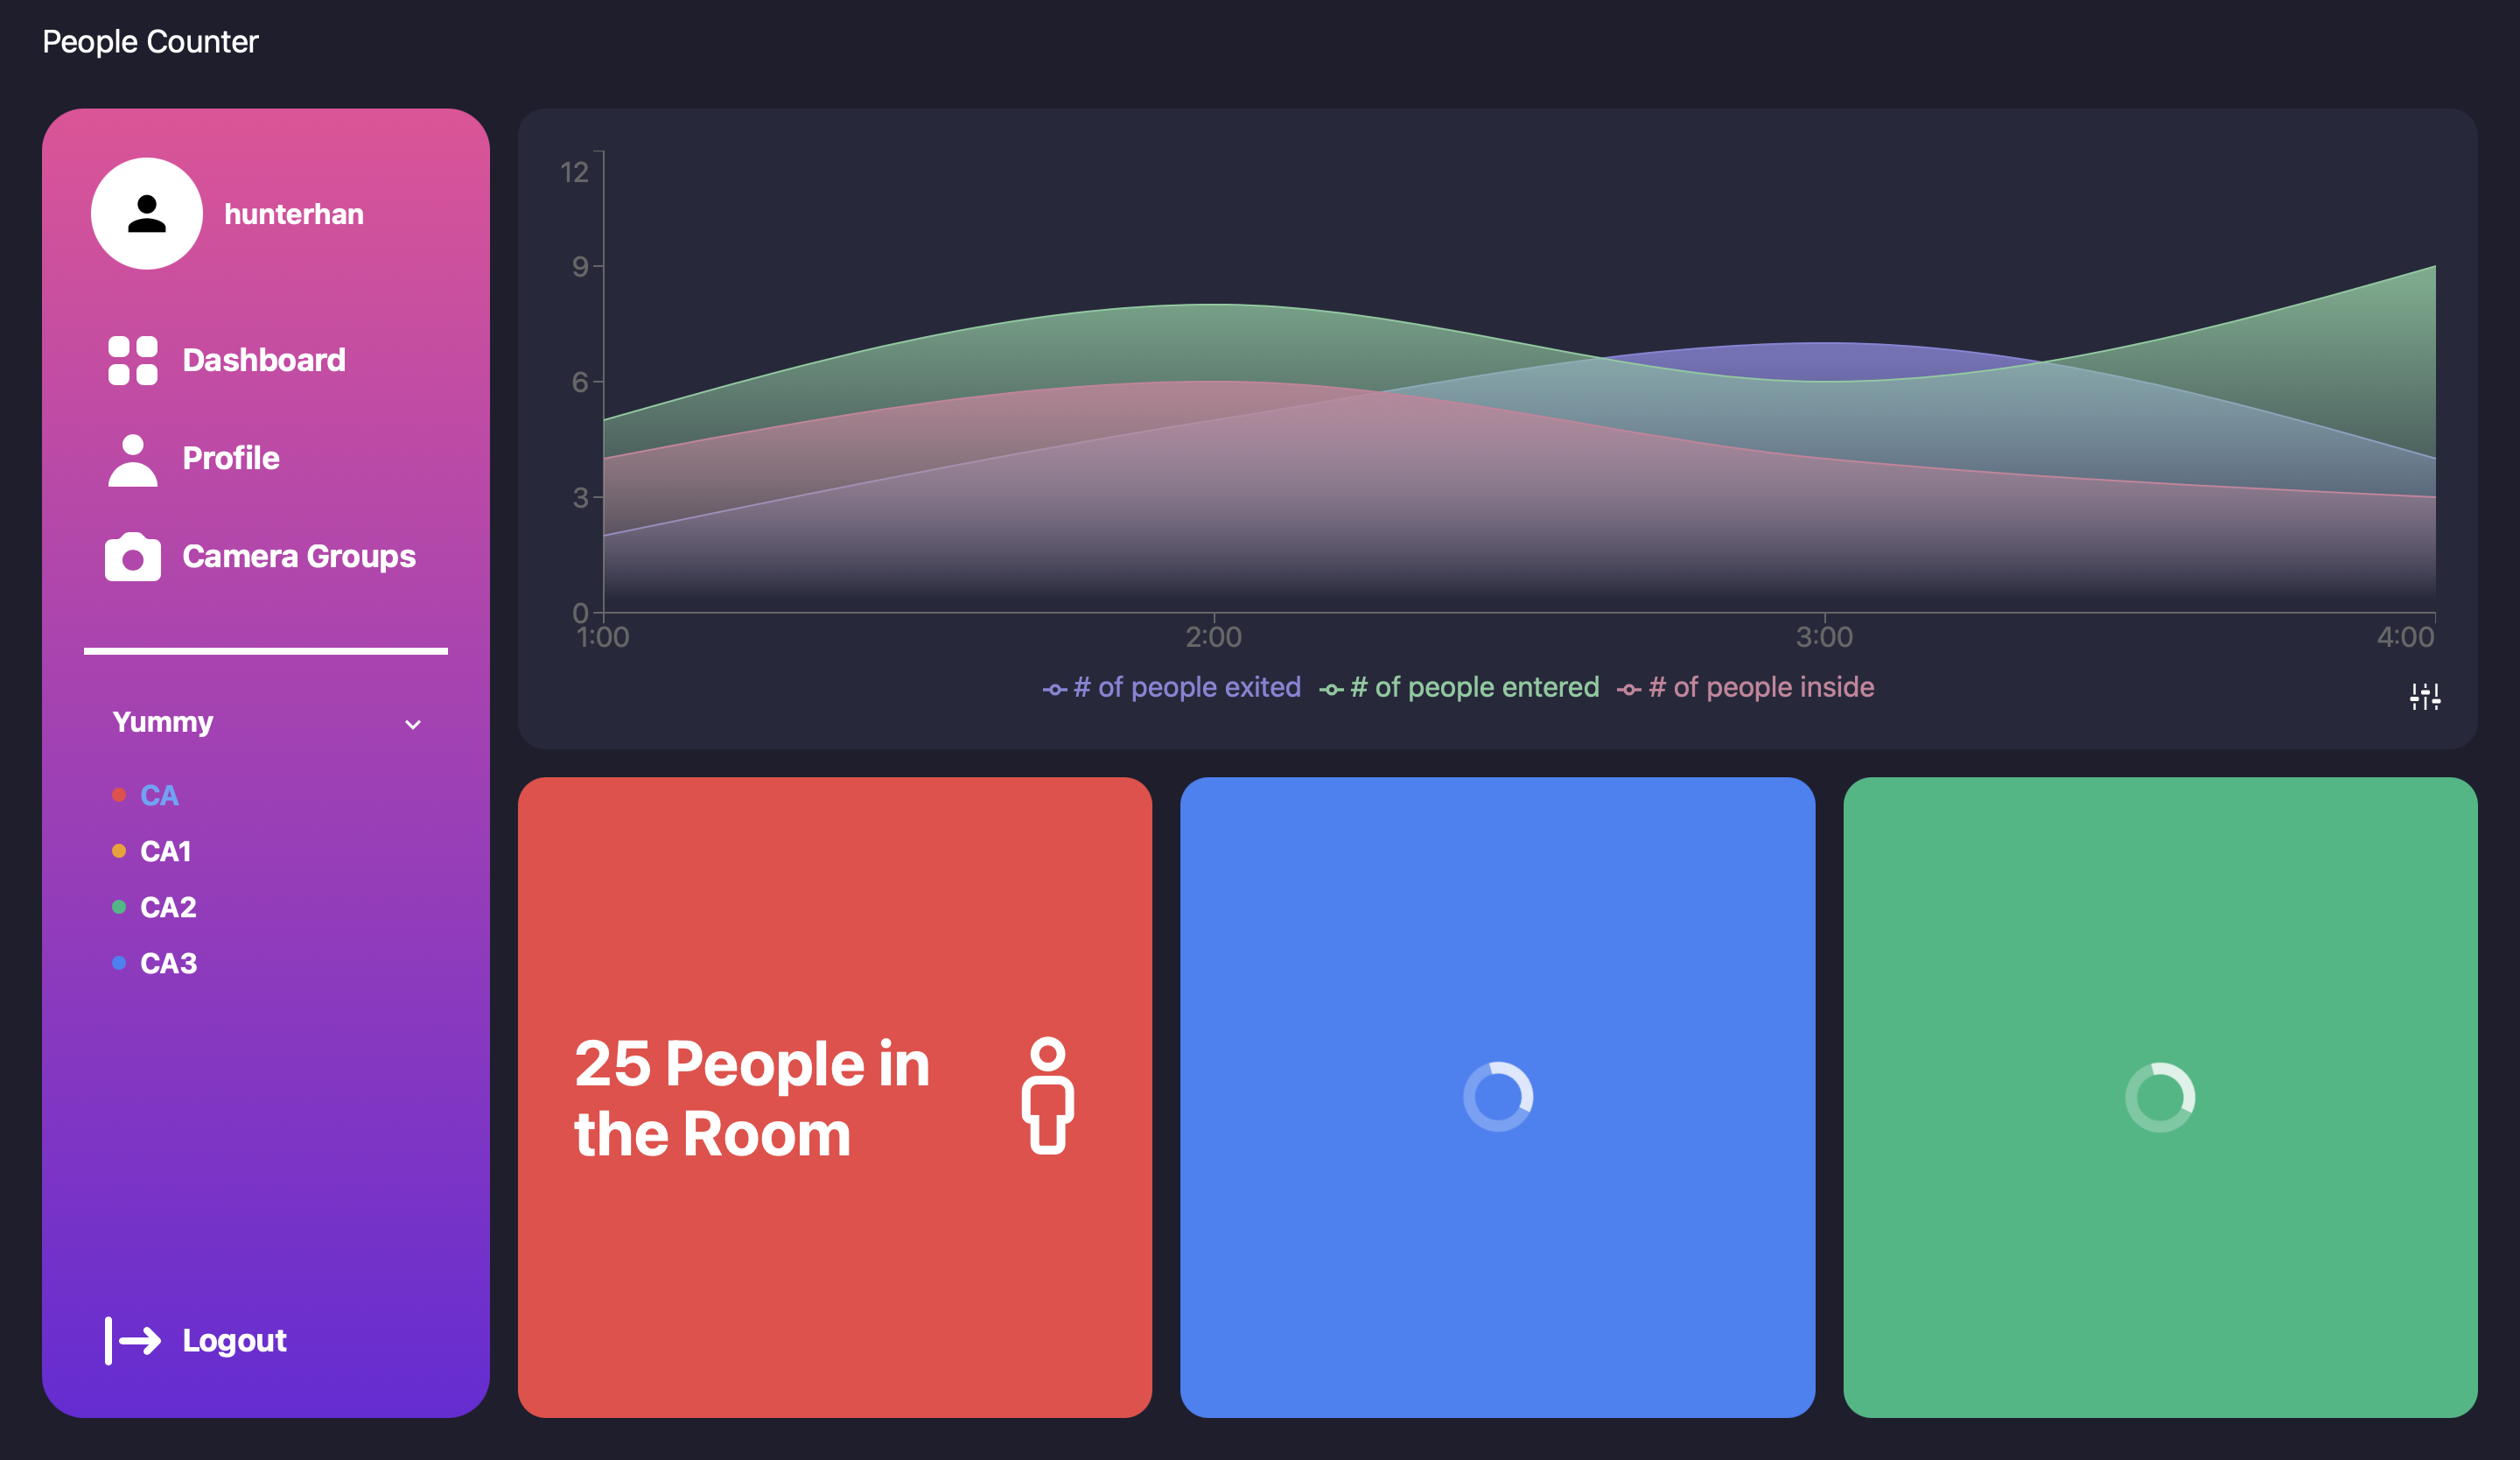 People Counter
hunterhan
Dashboard
Profile
Camera Groups
Yummy
CA
CA1
CA2
CA3
Logout
12
9
6
3
0
1:00 2:00 3:00 4:00
# of people exited # of people entered # of people inside
25 People in
the Room